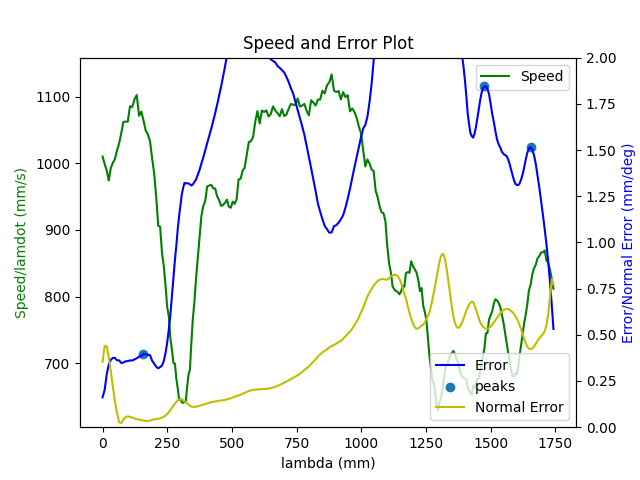 Speed and Error Plot
Speed/lamdot (mm/s)
1100
1000
900
800
700
Speed
2.00
1.75
1.50
1.25
1.00
0.75
0.50
0.25
0.00
Error/Normal Error (mm/deg)
Error
peaks
Normal Error
0 250 500 750 1000 1250 1500 1750
lambda (mm)